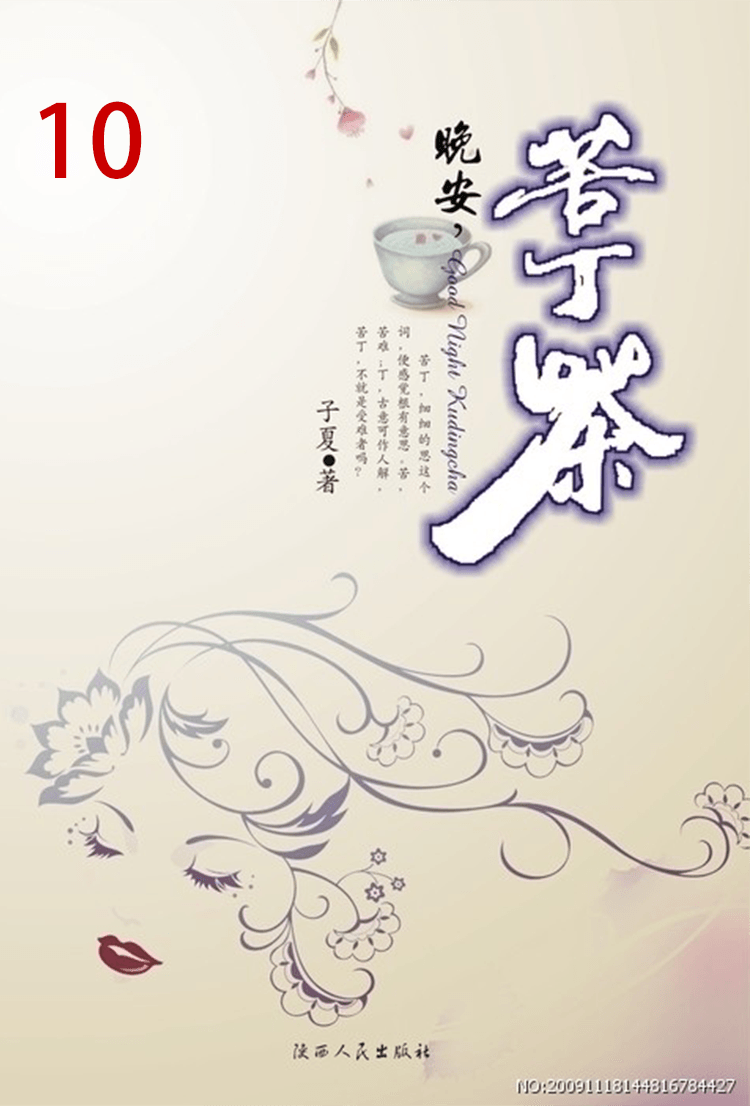 10
晚安，
苦丁茶
Good Night Kudingcha
苦丁，细细的思这个
词，便感觉很有意思。苦，
苦难；丁，古意可作人解，
苦丁，不就是受难者吗？
子夏●著
陕西人民出版社
NO:20091118144816784427